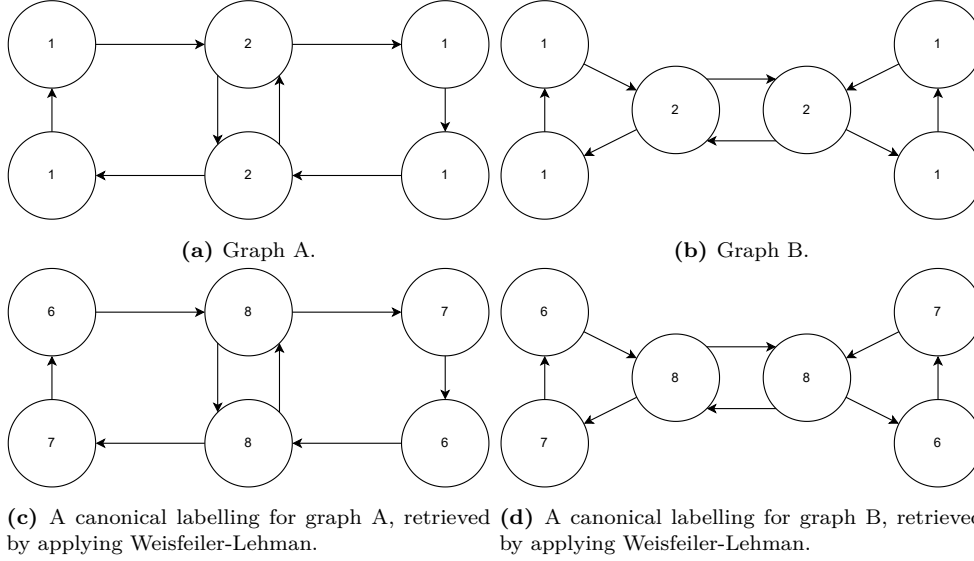 1 2 1 1 1
2 2
1 2 1 1 1
(a) Graph A. (b) Graph B.
6 8 7 6 7
8 8
7 8 6 7 6
(c) A canonical labelling for graph A, retrieved
by applying Weisfeiler-Lehman.
(d) A canonical labelling for graph B, retrieved
by applying Weisfeiler-Lehman.